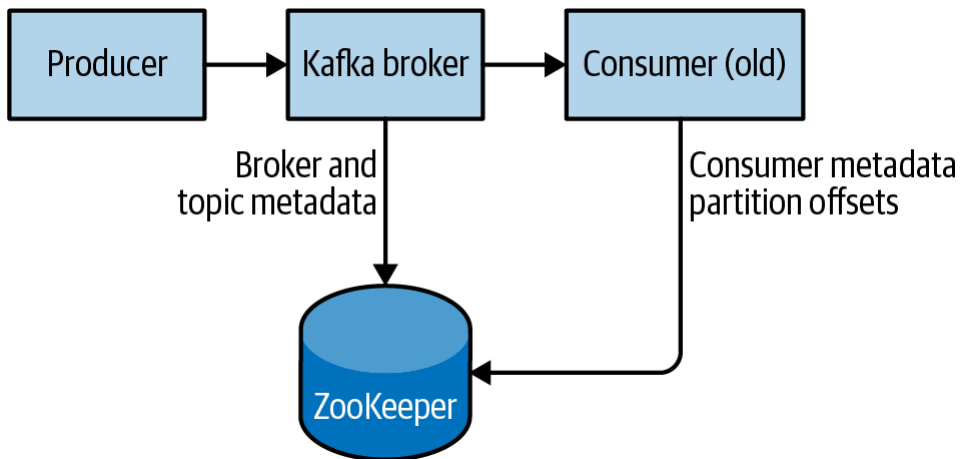 Producer
Kafka broker
Consumer (old)
Broker and
topic metadata
Consumer metadata
partition offsets
ZooKeeper